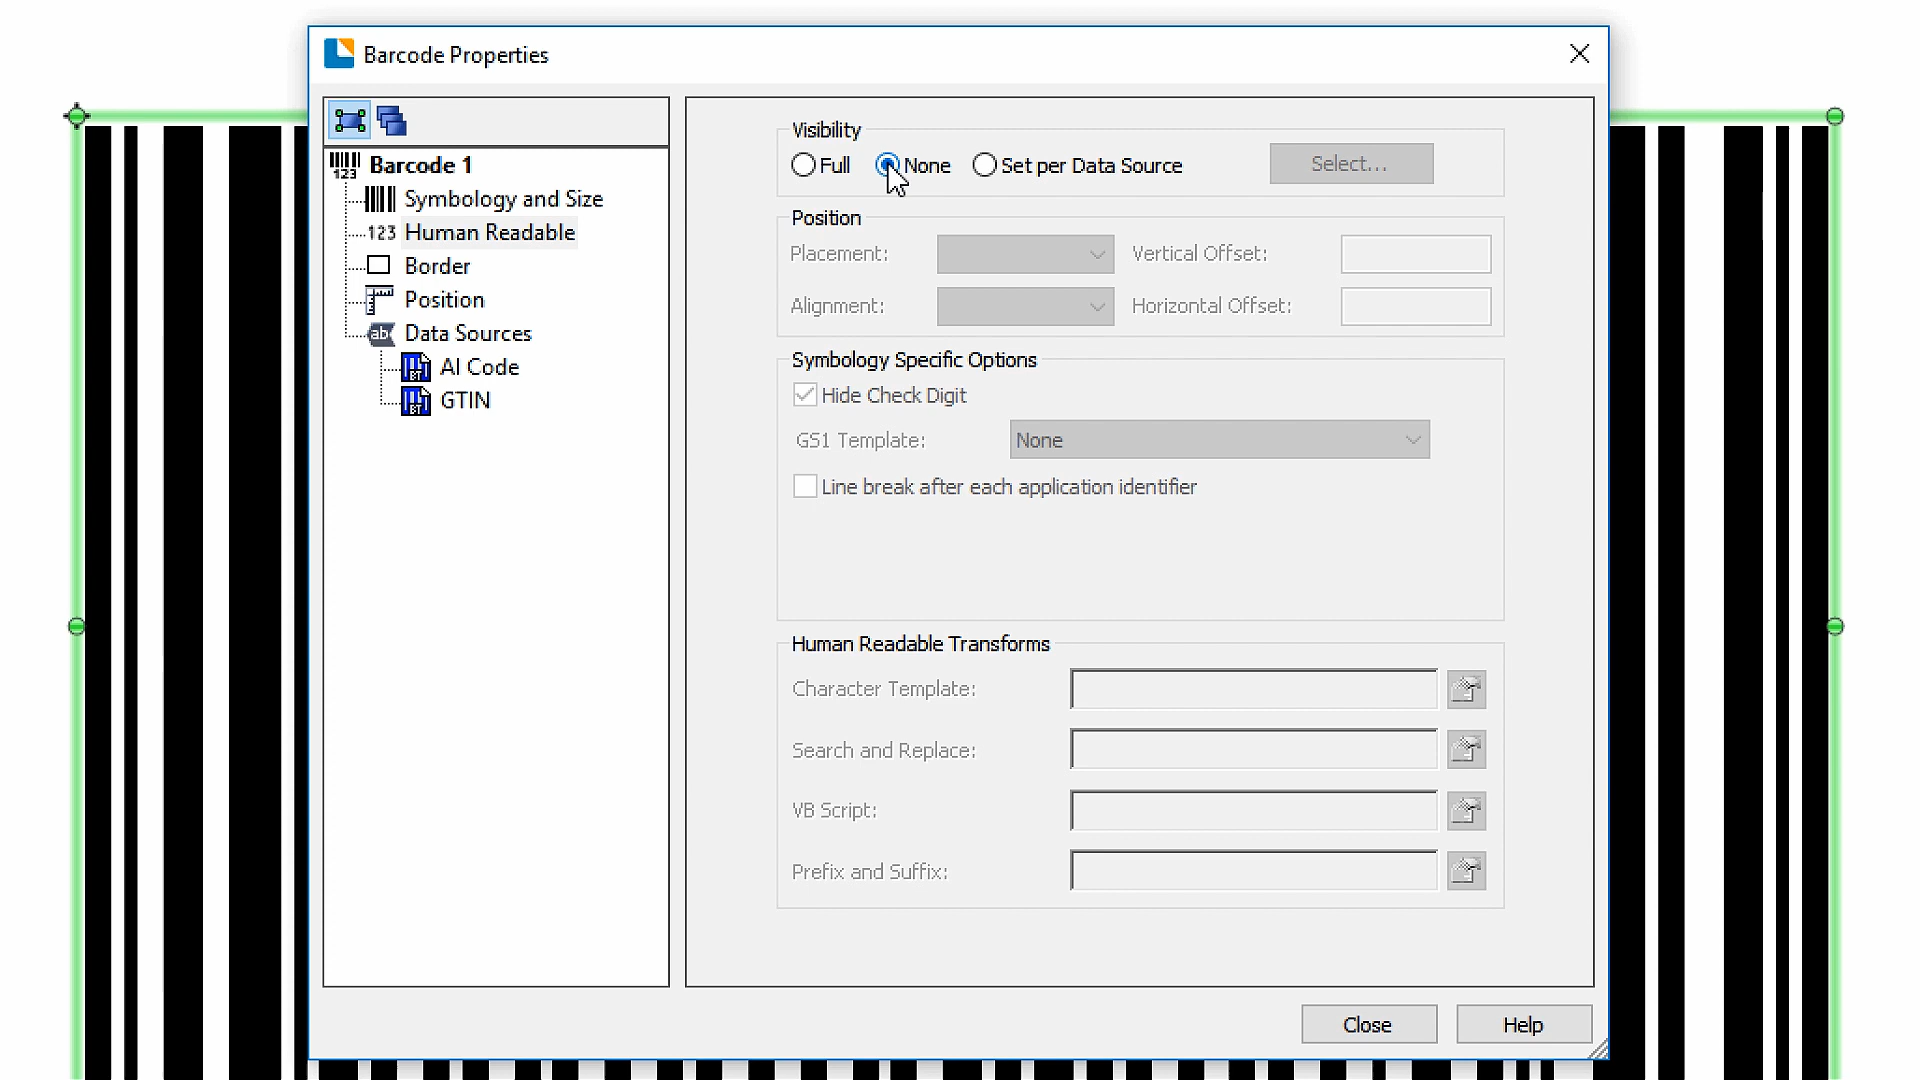 Barcode Properties
Barcode 1
Symbology and Size
123 Human Readable
Border
Position
Data Sources
AI Code
GTIN
Visibility
Full None Set per Data Source Select...
Position
Placement: Vertical Offset:
Alignment: Horizontal Offset:
Symbology Specific Options
Hide Check Digit
GS1 Template: None
Line break after each application identifier
Human Readable Transforms
Character Template:
Search and Replace:
VB Script:
Prefix and Suffix:
Close Help